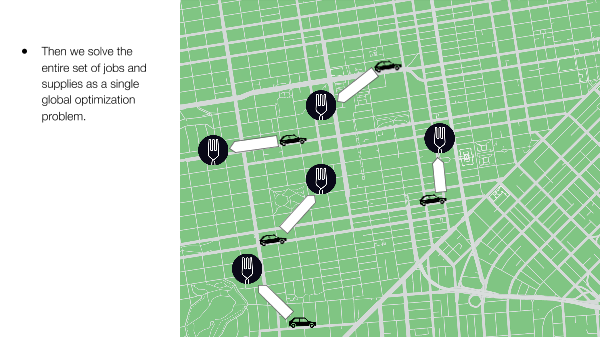 ● Then we solve the
entire set of jobs and
supplies as a single
global optimization
problem.